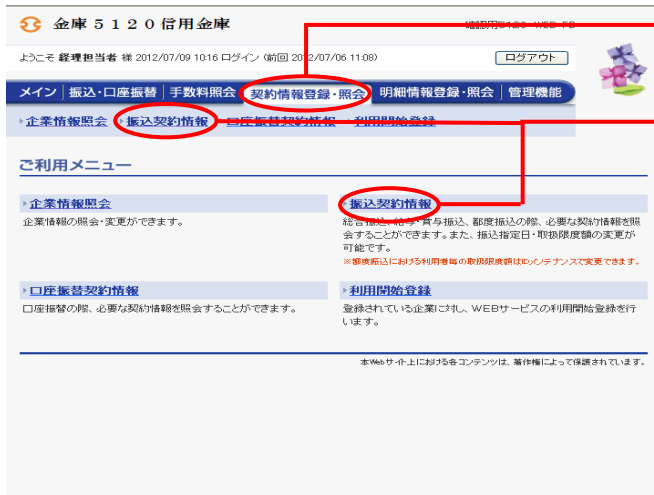 金庫５１２０信用金庫
ようこそ 経理担当者 様 2012/07/09 10:16 ログイン (前回 2012/07/06 11:08)
ログアウト
メイン 振込・口座振替 手数料照会 契約情報登録・照会 明細情報登録・照会 管理機能
企業情報照会 振込契約情報 口座振替契約情報 利用開始登録
ご利用メニュー
企業情報照会
企業情報の照会・変更ができます。
振込契約情報
総合振込、給与・賞与振込、都度振込の際、必要な契約情報を照
会することができます。また、振込指定日・取扱限度額の変更が
可能です。
※都度振込における利用者毎の取扱限度額はIDメンテナンスで変更できます。
口座振替契約情報
口座振替の際、必要な契約情報を照会することができます。
利用開始登録
登録されている企業に対し、WEBサービスの利用開始登録を行
います。
本Webサイト上における各コンテンツは、著作権によって保護されています。